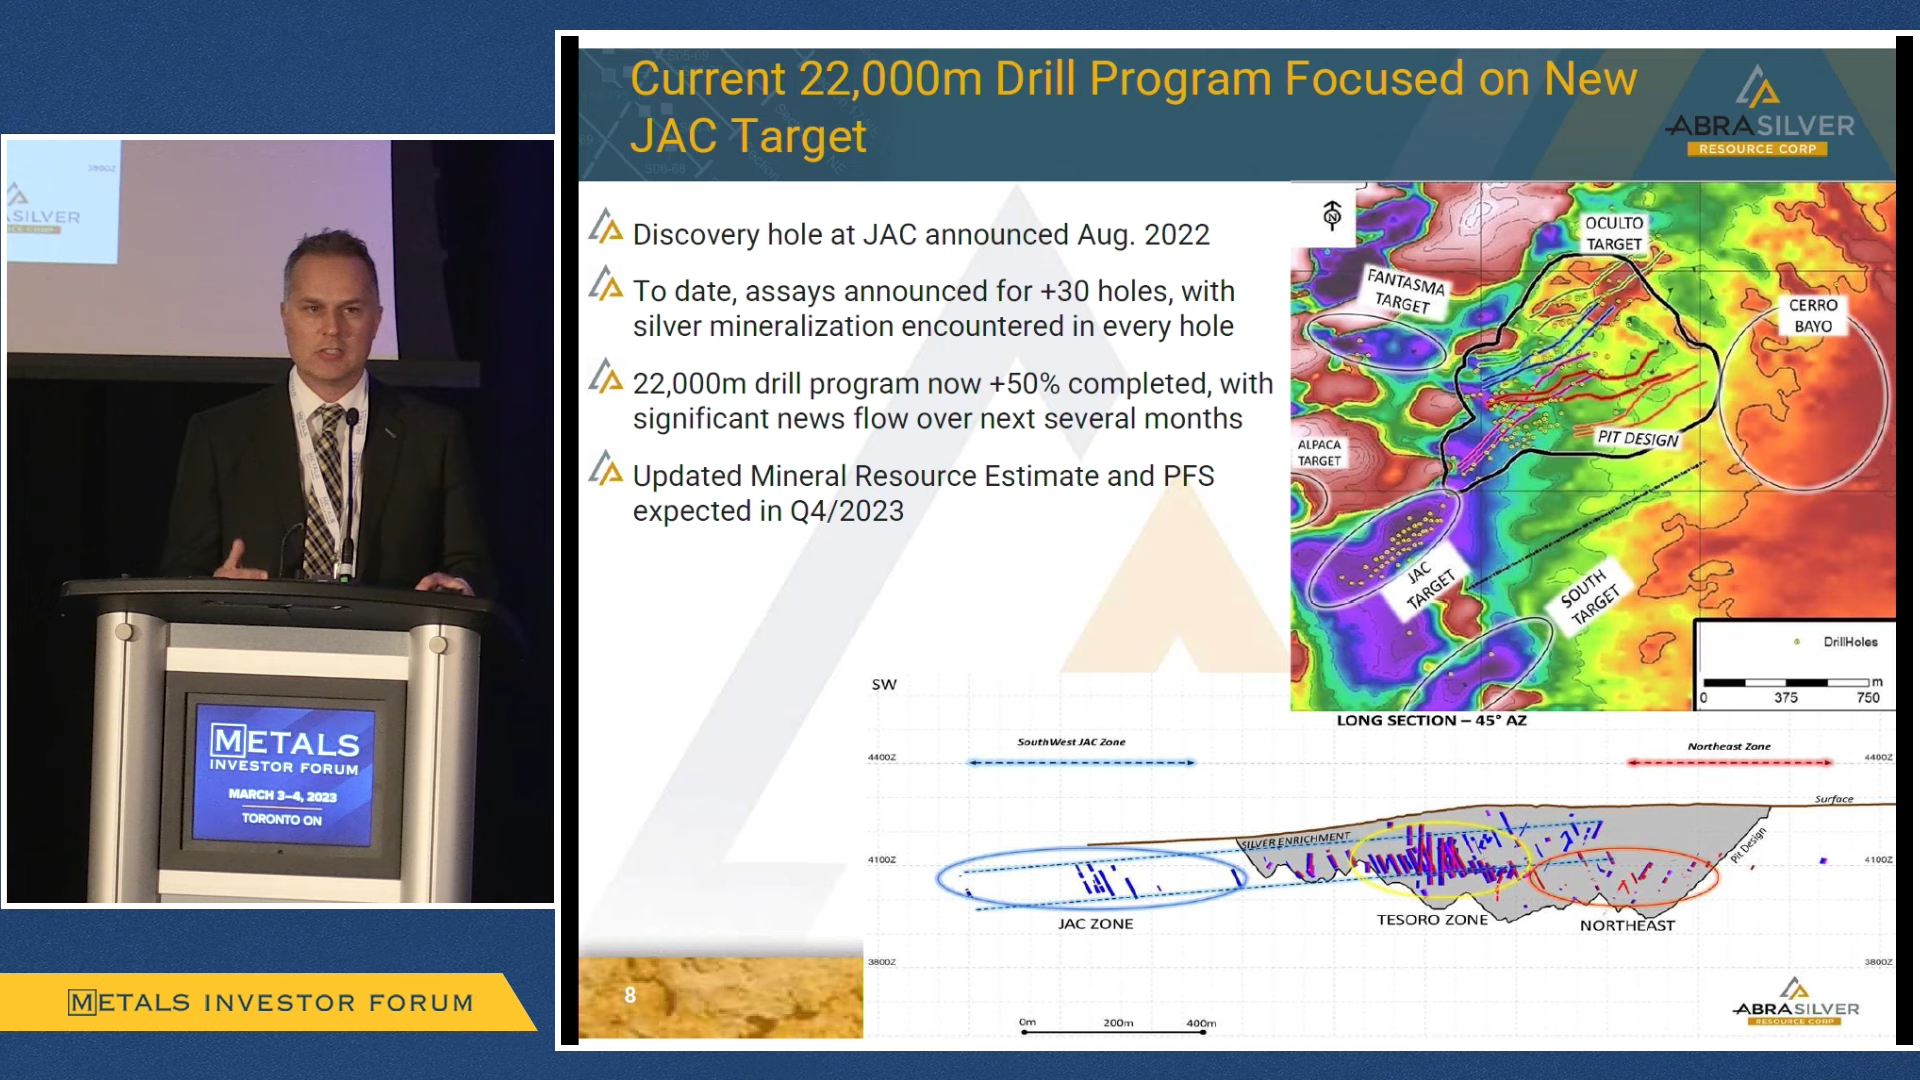 Current 22,000m Drill Program Focused on New
JAC Target
ABRASILVER
RESOURCE CORP
Discovery hole at JAC announced Aug. 2022
To date, assays announced for +30 holes, with
silver mineralization encountered in every hole
22,000m drill program now +50% completed, with
significant news flow over next several months
Updated Mineral Resource Estimate and PFS
expected in Q4/2023
N
OCULTO
TARGET
FANTASMA
TARGET
CERRO
BAYO
PIT DESIGN
ALPACA
TARGET
JAC
TARGET
SOUTH
TARGET
DrillHoles
m
0 375 750
SW
LONG SECTION – 45° AZ
SouthWest JAC Zone
Northeast Zone
4400Z
4400Z
Surface
SILVER ENRICHMENT
Pit Design
4100Z
4100Z
JAC ZONE
TESORO ZONE
NORTHEAST
3800Z
3800Z
0m 200m 400m
8
ABRASILVER
RESOURCE CORP
SILVER
METALS
INVESTOR FORUM
MARCH 3–4, 2023
TORONTO ON
METALS INVESTOR FORUM